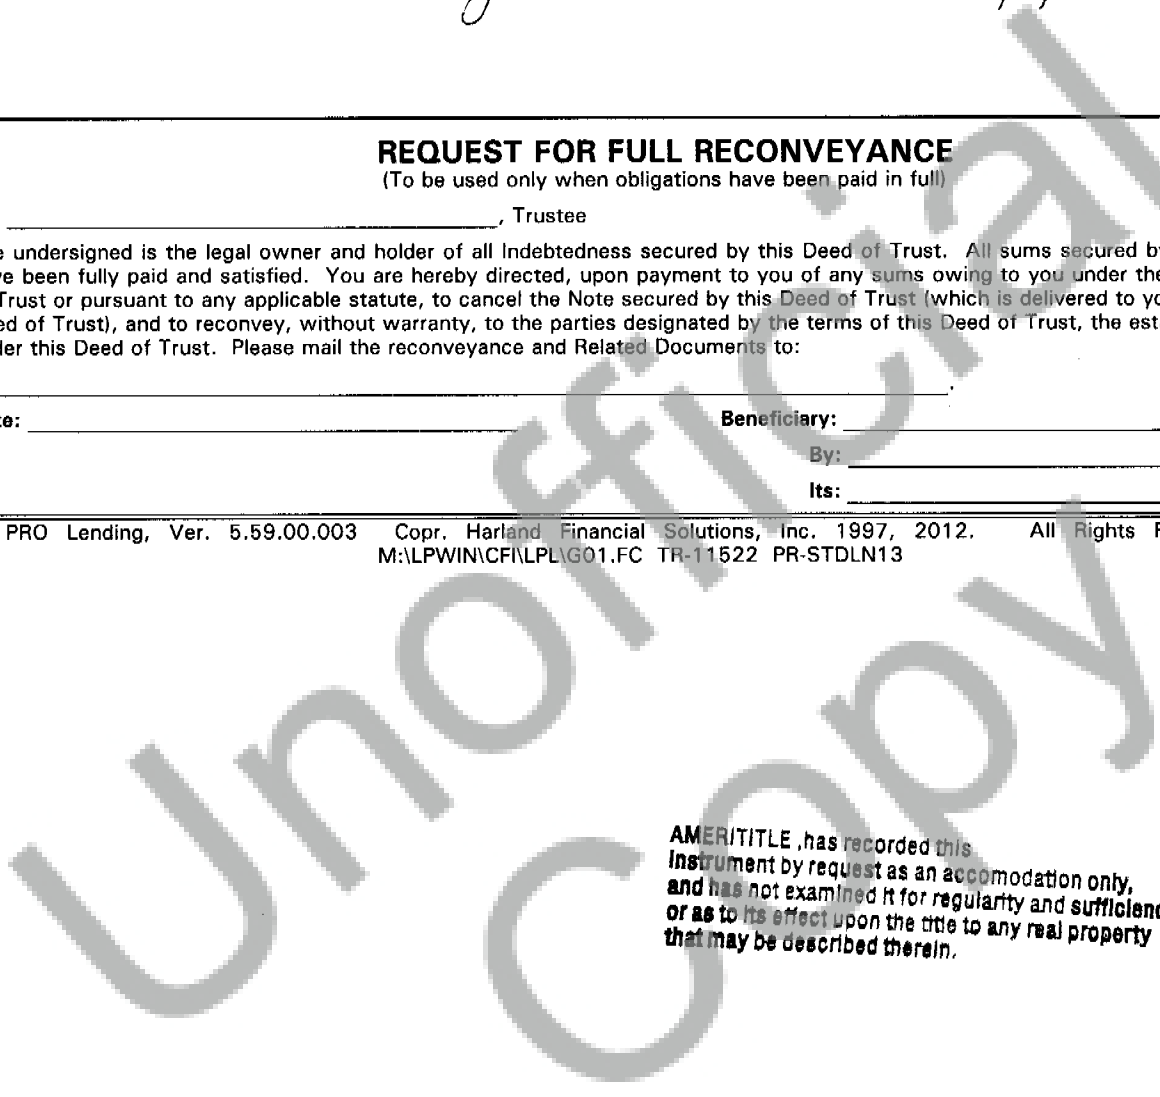 REQUEST FOR FULL RECONVEYANCE
(To be used only when obligations have been paid in full)
, Trustee
e undersigned is the legal owner and holder of all Indebtedness secured by this Deed of Trust. All sums secured by
ve been fully paid and satisfied. You are hereby directed, upon payment to you of any sums owing to you under the
Trust or pursuant to any applicable statute, to cancel the Note secured by this Deed of Trust (which is delivered to yo
ed of Trust), and to reconvey, without warranty, to the parties designated by the terms of this Deed of Trust, the est
der this Deed of Trust. Please mail the reconveyance and Related Documents to:
e: Beneficiary:
By:
Its:
PRO Lending, Ver. 5.59.00.003 Copr. Harland Financial Solutions, Inc. 1997, 2012. All Rights R
M:\LPWIN\CFI\LPL\G01.FC TR-11522 PR-STDLN13
Unofficial
Copy
AMERITITLE ,has recorded this
instrument by request as an accomodation only,
and has not examined it for regularity and sufficienc
or as to its effect upon the title to any real property
that may be described therein.